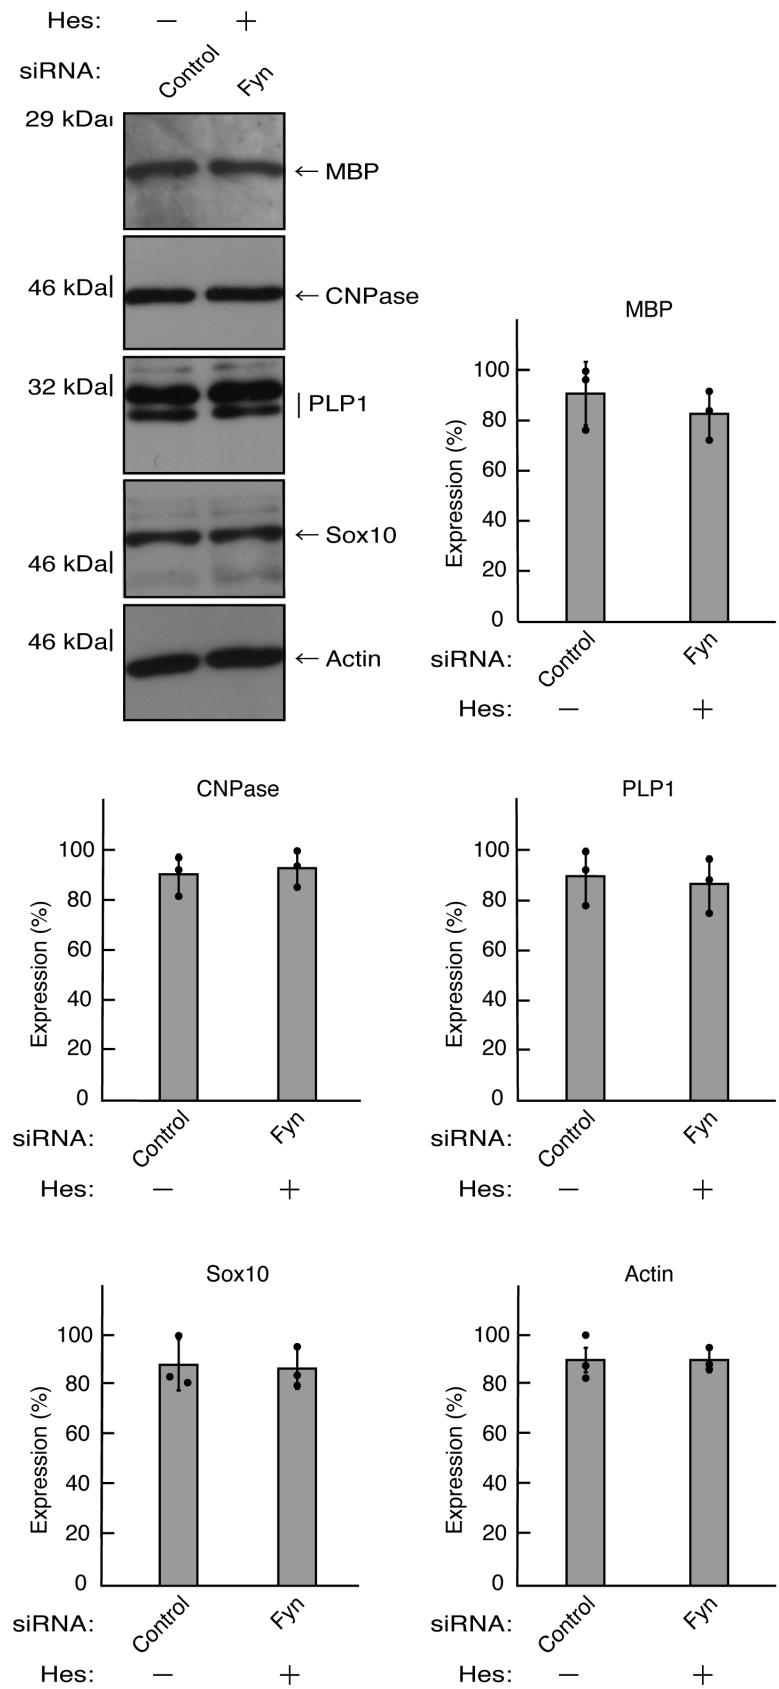 Hes: — +
siRNA: Control Fyn
29 kDa
← MBP
46 kDa
← CNPase
32 kDa
PLP1
← Sox10
46 kDa
46 kDa
← Actin
MBP
Expression (%)
100
80
60
40
20
0
siRNA: Control Fyn
Hes: — +
CNPase
Expression (%)
100
80
60
40
20
0
siRNA: Control Fyn
Hes: — +
PLP1
Expression (%)
100
80
60
40
20
0
siRNA: Control Fyn
Hes: — +
Sox10
Expression (%)
100
80
60
40
20
0
siRNA: Control Fyn
Hes: — +
Actin
Expression (%)
100
80
60
40
20
0
siRNA: Control Fyn
Hes: — +